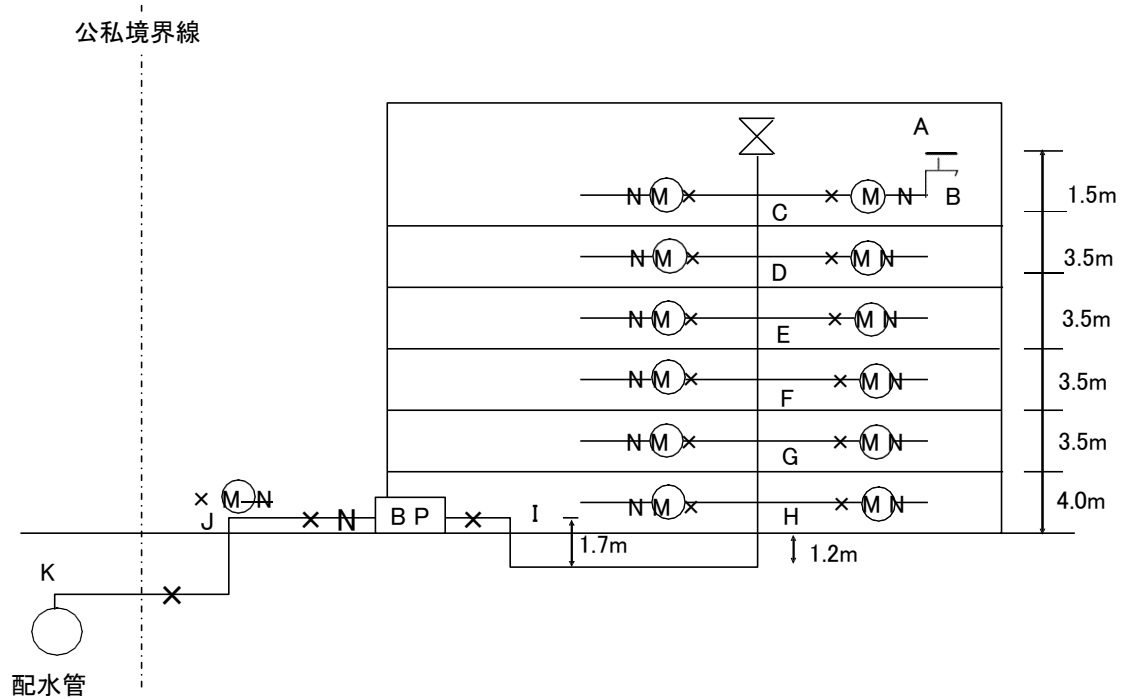 公私境界線
A
N M × × M N B 1.5m
C
N M × × M N 3.5m
D
N M × × M N 3.5m
E
N M × × M N 3.5m
F
N M × × M N 3.5m
G
N M × × M N 4.0m
H
× M N
J × N BP × I
1.7m 1.2m
K
×
配水管